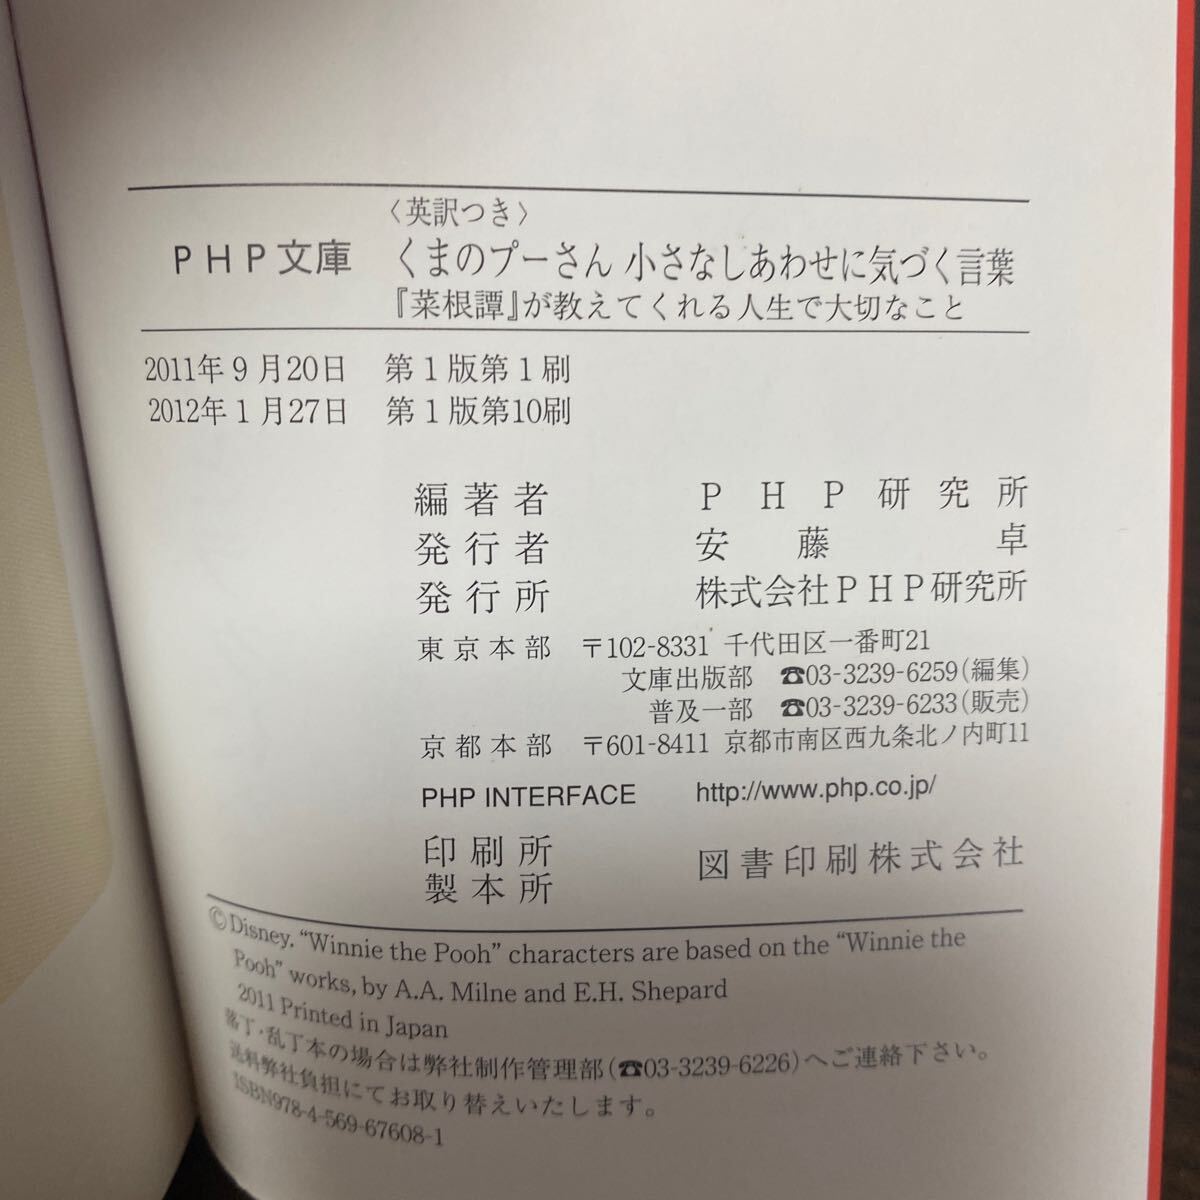 〈英訳つき〉
PHP文庫 くまのプーさん 小さなしあわせに気づく言葉
『菜根譚』が教えてくれる人生で大切なこと
2011年9月20日 第1版第1刷
2012年1月27日 第1版第10刷
編著者 PHP研究所
発行者 安藤卓
発行所 株式会社PHP研究所
東京本部 〒102-8331 千代田区一番町21
文庫出版部 ☎03-3239-6259(編集)
普及一部 ☎03-3239-6233(販売)
京都本部 〒601-8411 京都市南区西九条北ノ内町11
PHP INTERFACE http://www.php.co.jp/
印刷所
製本所 図書印刷株式会社
©Disney. “Winnie the Pooh” characters are based on the “Winnie the
Pooh” works, by A.A. Milne and E.H. Shepard
2011 Printed in Japan
落丁・乱丁本の場合は弊社制作管理部(☎03-3239-6226)へご連絡下さい。
送料弊社負担にてお取り替えいたします。
ISBN978-4-569-67608-1